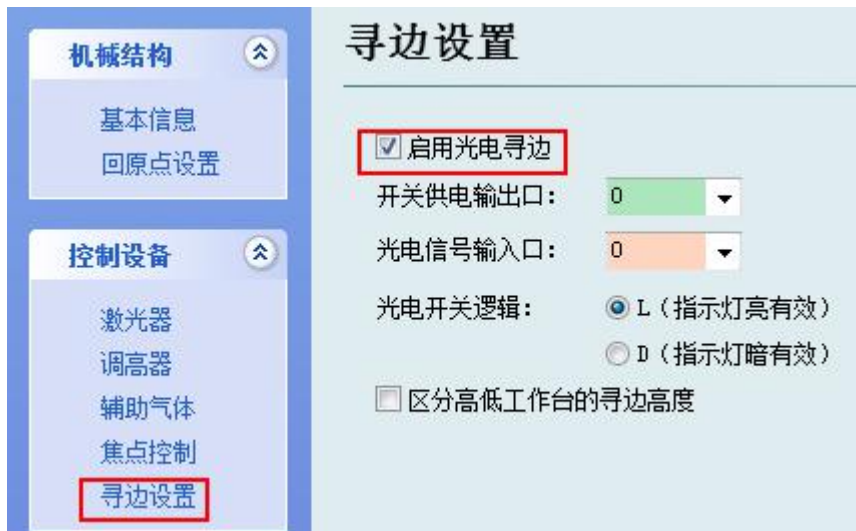 机械结构
基本信息
回原点设置
控制设备
激光器
调高器
辅助气体
焦点控制
寻边设置
寻边设置
启用光电寻边
开关供电输出口： 0
光电信号输入口： 0
光电开关逻辑： L（指示灯亮有效）
D（指示灯暗有效）
区分高低工作台的寻边高度